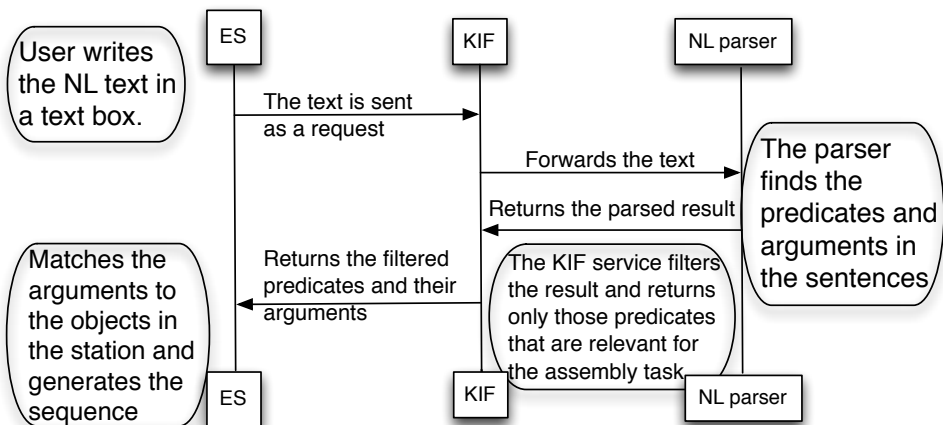 ES
KIF
NL parser
User writes
the NL text in
a text box.
The text is sent
as a request
Forwards the text
The parser
finds the
predicates and
arguments in
the sentences
Returns the parsed result
Matches the
arguments to
the objects in
the station and
generates the
sequence
Returns the filtered
predicates and their
arguments
The KIF service filters
the result and returns
only those predicates
that are relevant for
the assembly task
ES
KIF
NL parser